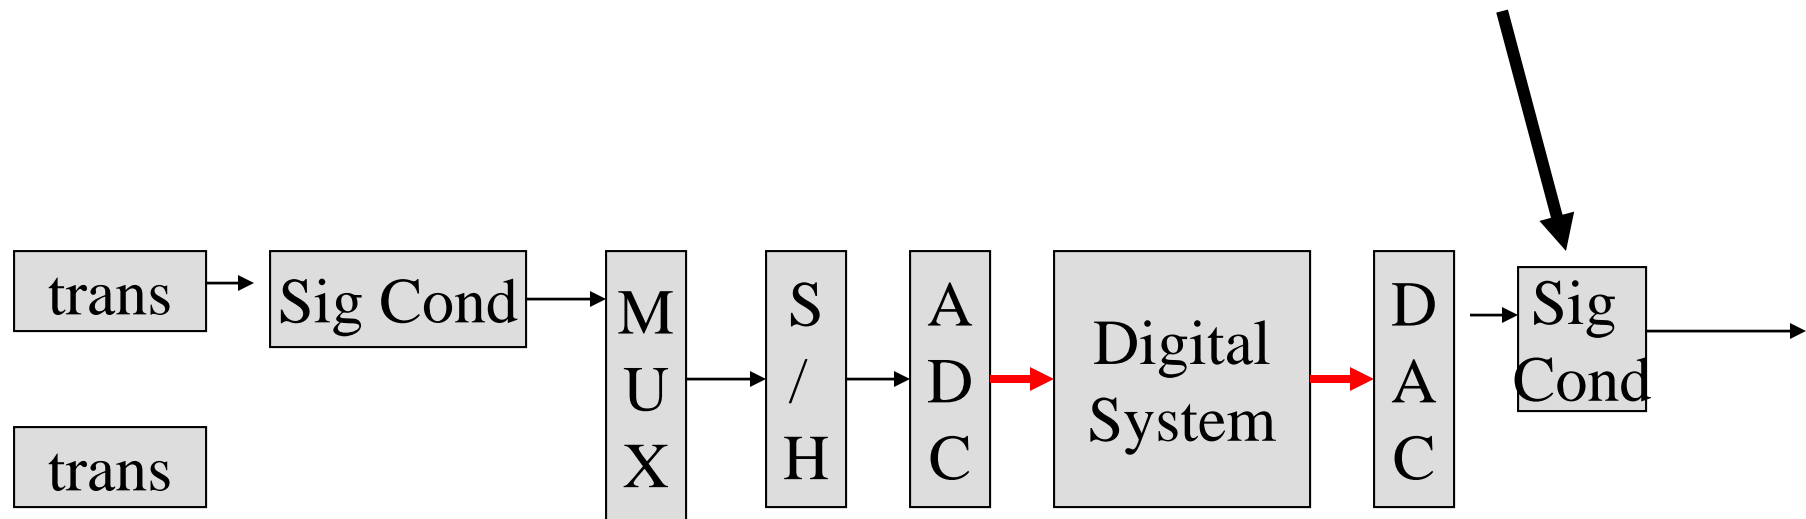 trans
Sig Cond
M
U
X
S
/
H
A
D
C
Digital
System
D
A
C
Sig
Cond
trans